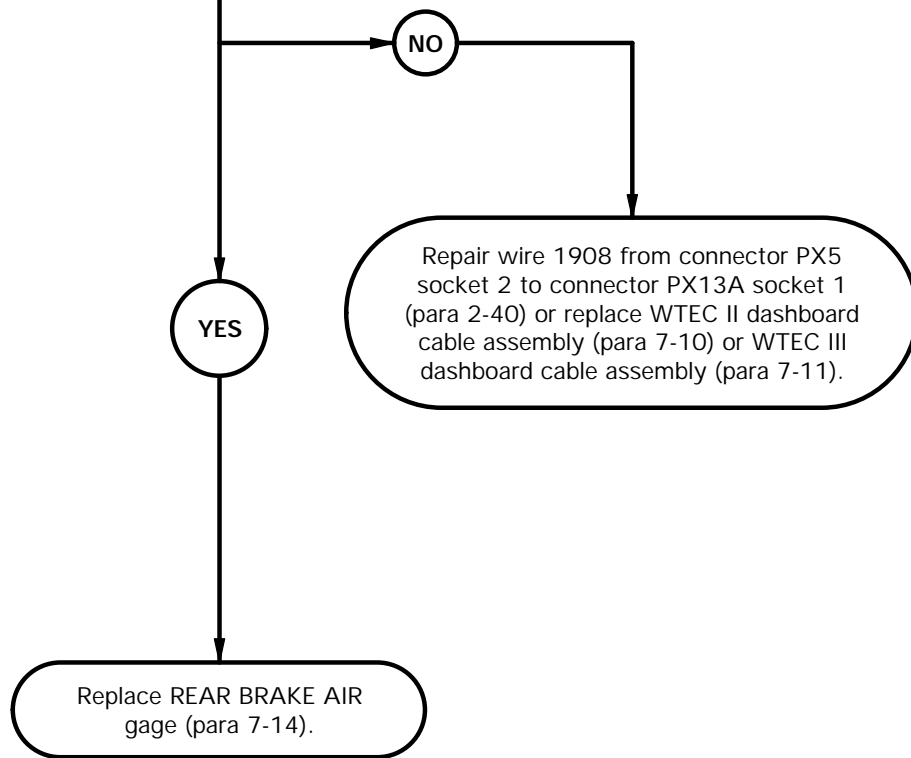 NO
Repair wire 1908 from connector PX5
socket 2 to connector PX13A socket 1
(para 2-40) or replace WTEC II dashboard
cable assembly (para 7-10) or WTEC III
dashboard cable assembly (para 7-11).
YES
Replace REAR BRAKE AIR
gage (para 7-14).